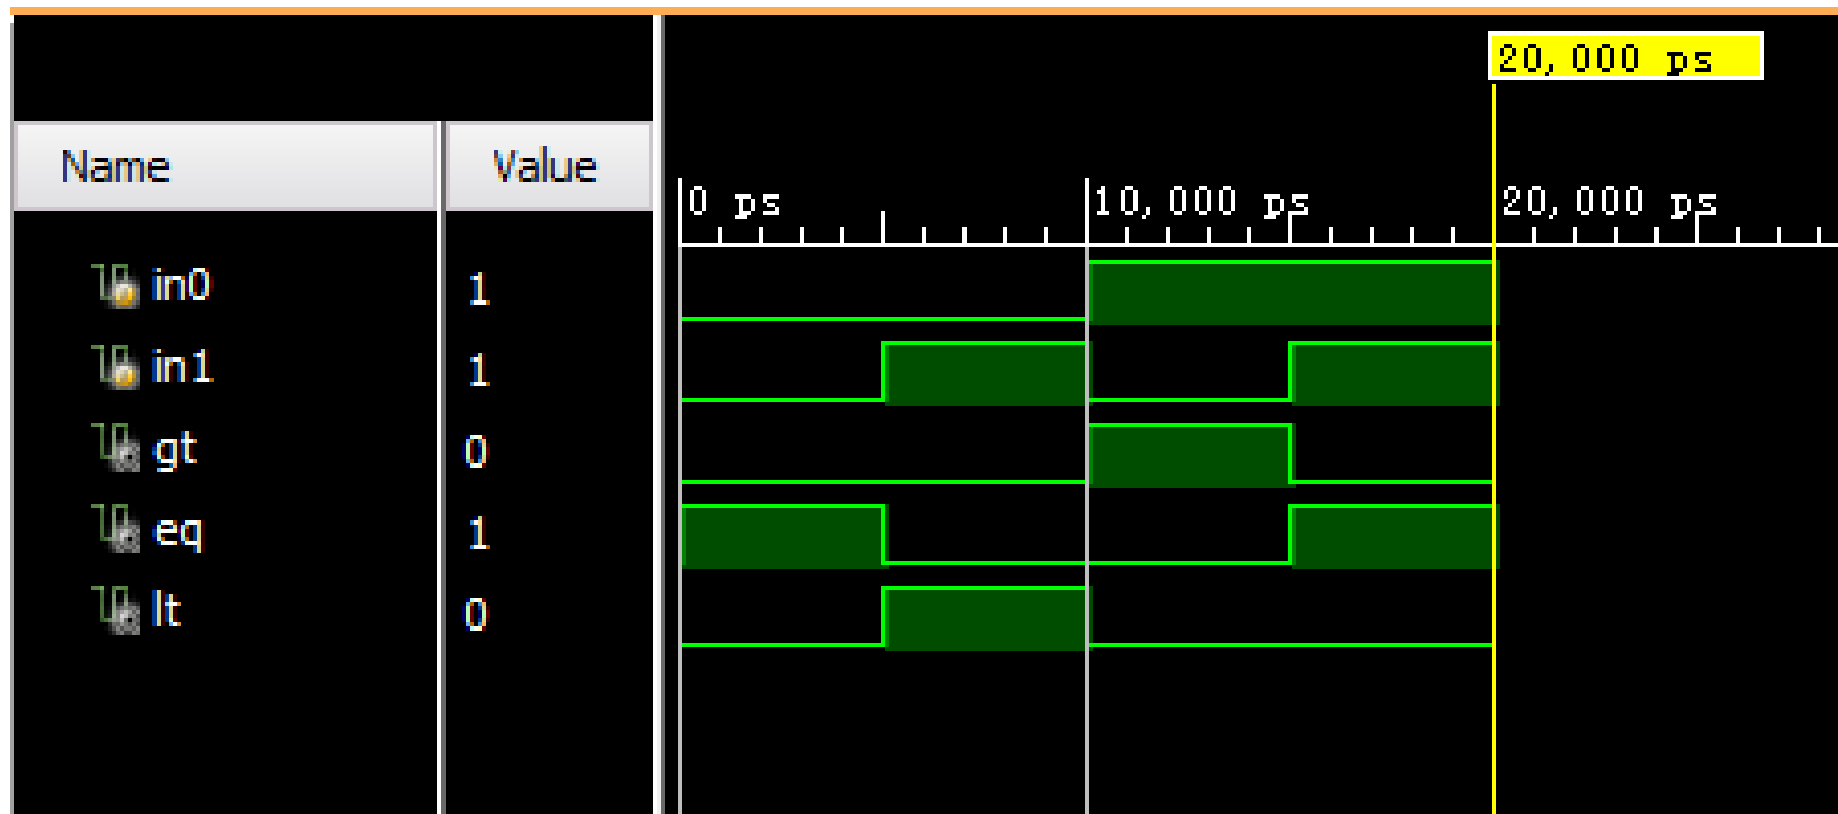 20,000 ps
Name Value
0 ps 10,000 ps 20,000 ps
in0 1
in1 1
gt 0
eq 1
lt 0